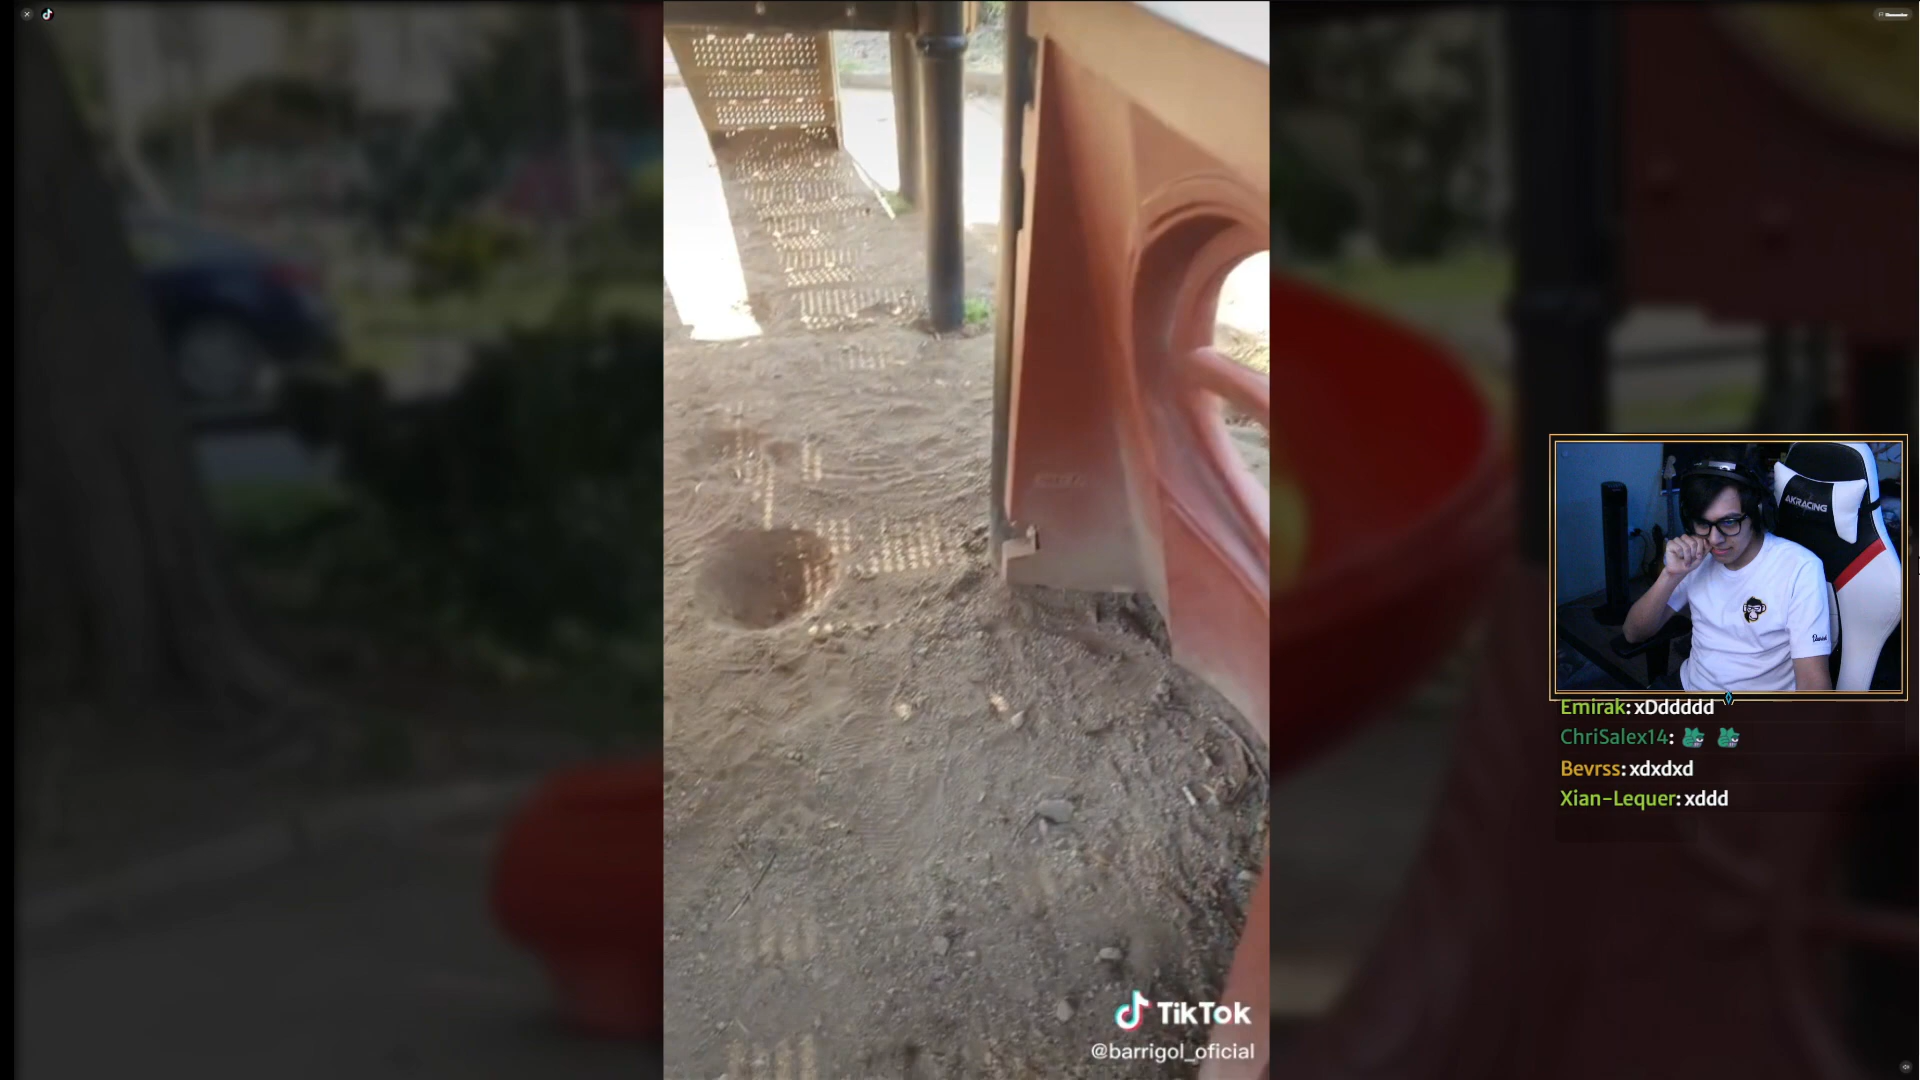 TikTok
@barrigol_oficial
AKRACING
Emirak: xDddddd
ChriSalex14:
Bevrss: xdxdxd
Xian-Lequer: xddd